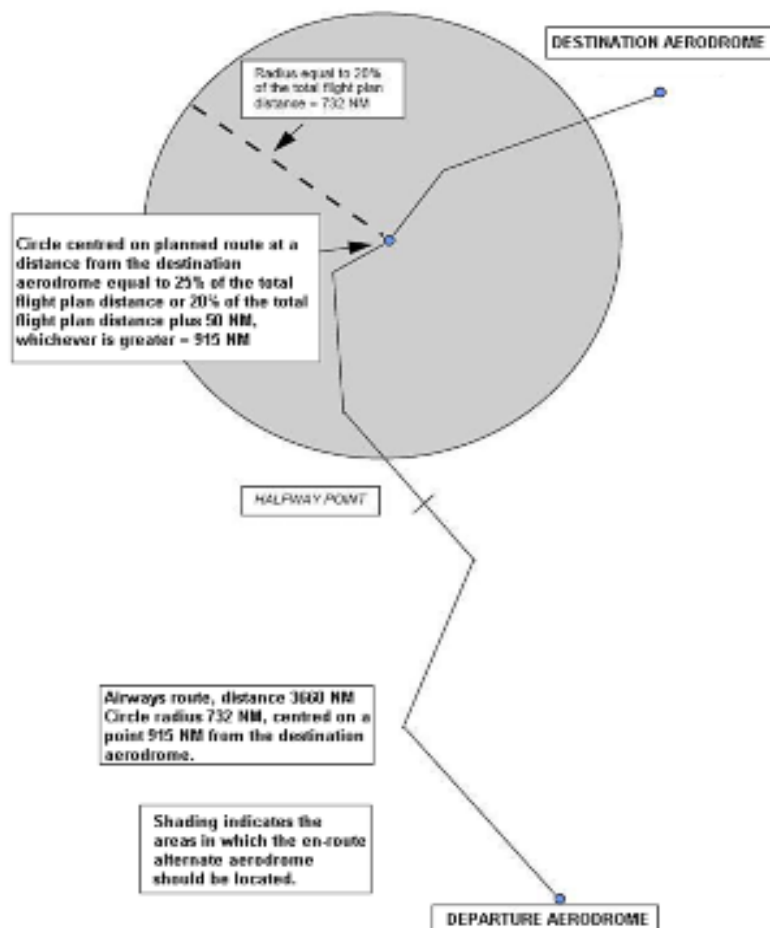 DESTINATION AERODROME
Radius equal to 20%
of the total flight plan
distance = 732 NM
Circle centred on planned route at a
distance from the destination
aerodrome equal to 25% of the total
flight plan distance or 20% of the total
flight plan distance plus 50 NM,
whichever is greater = 915 NM
HALFWAY POINT
Airways route, distance 3660 NM
Circle radius 732 NM, centred on a
point 915 NM from the destination
aerodrome.
Shading indicates the
areas in which the en-route
alternate aerodrome
should be located.
DEPARTURE AERODROME